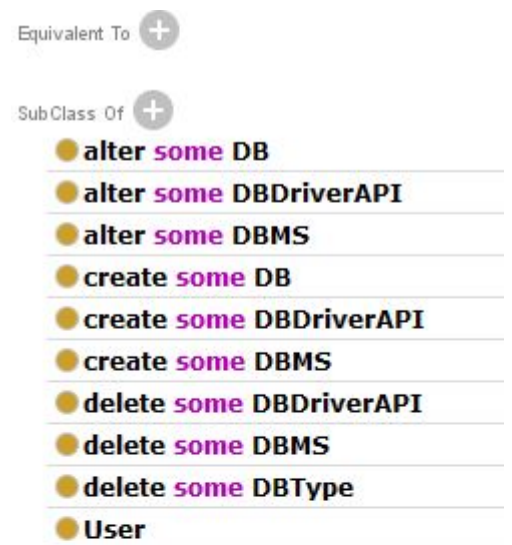 Equivalent To
SubClass Of
alter some DB
alter some DBDriverAPI
alter some DBMS
create some DB
create some DBDriverAPI
create some DBMS
delete some DBDriverAPI
delete some DBMS
delete some DBType
User